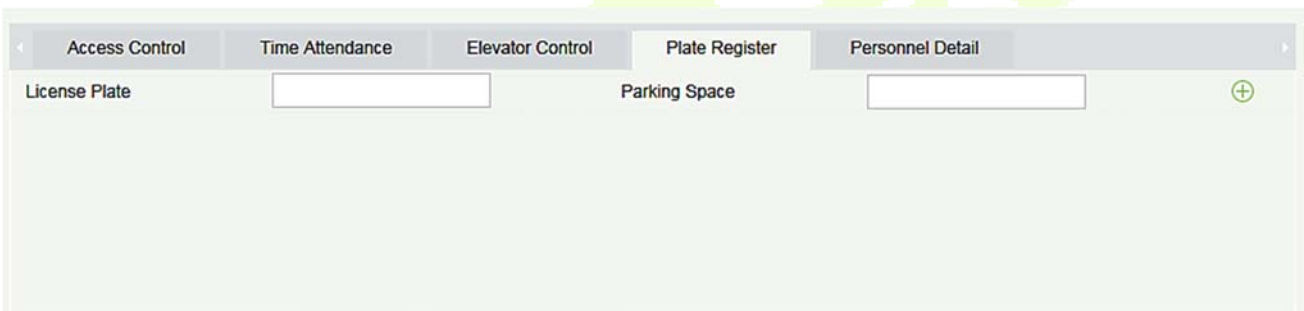 Access Control Time Attendance Elevator Control Plate Register Personnel Detail
License Plate Parking Space